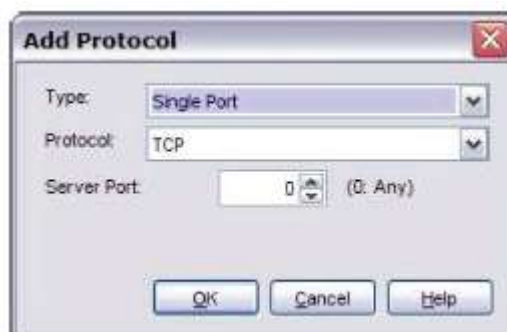 Add Protocol
Type: Single Port
Protocol: TCP
Server Port: 0 (0: Any)
OK Cancel Help